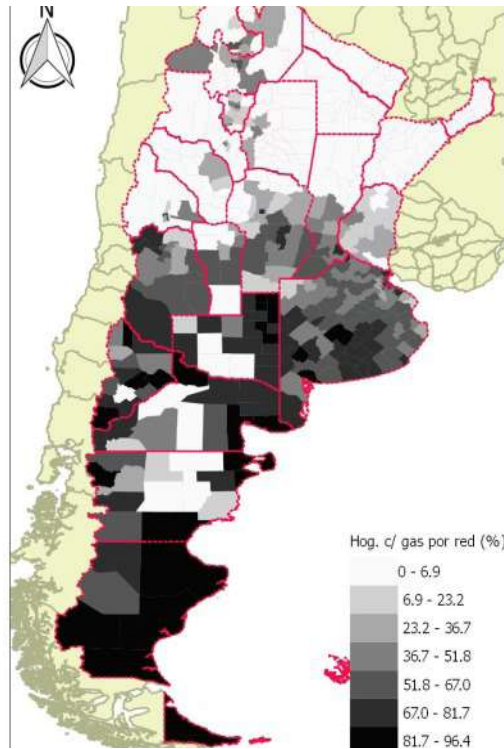 N
Hog. c/ gas por red (%)
0 - 6.9
6.9 - 23.2
23.2 - 36.7
36.7 - 51.8
51.8 - 67.0
67.0 - 81.7
81.7 - 96.4